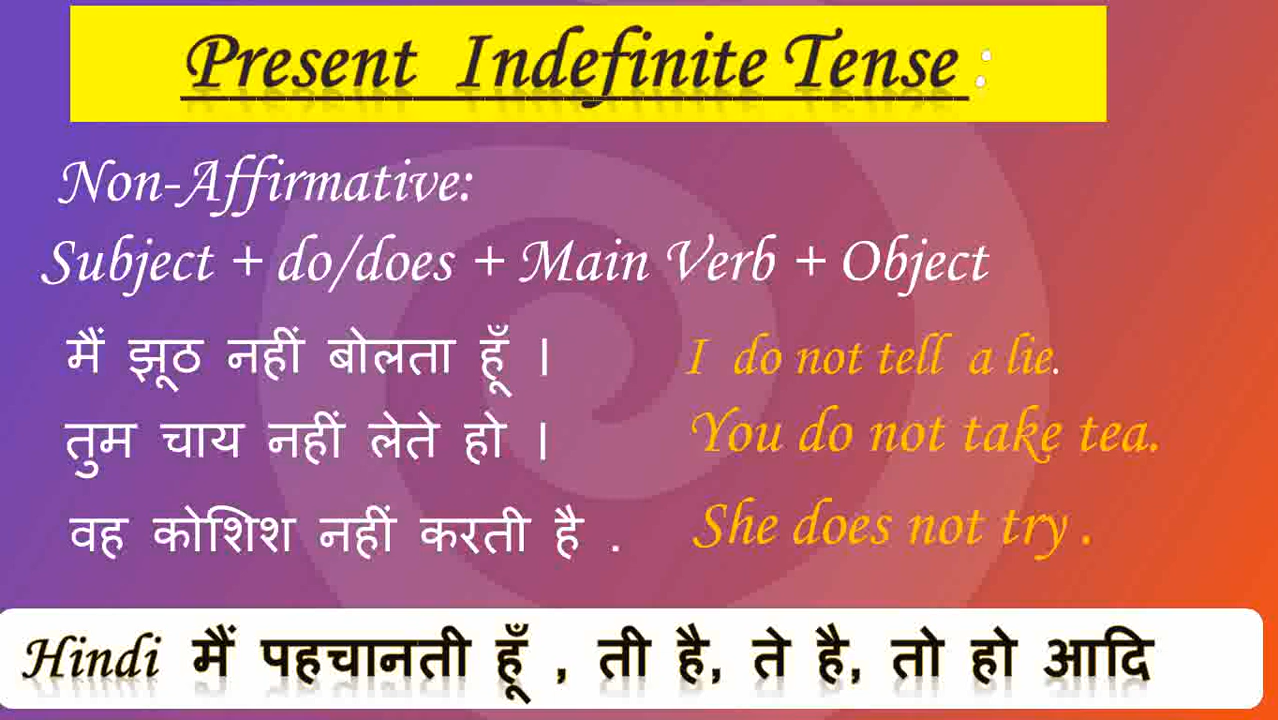 Present Indefinite Tense :
Non-Affirmative:
Subject + do/does + Main Verb + Object
मैं झूठ नहीं बोलता हूँ | I do not tell a lie.
तुम चाय नहीं लेते हो | You do not take tea.
वह कोशिश नहीं करती है . She does not try .
Hindi मैं पहचानती हूँ , ती है, ते है, तो हो आदि